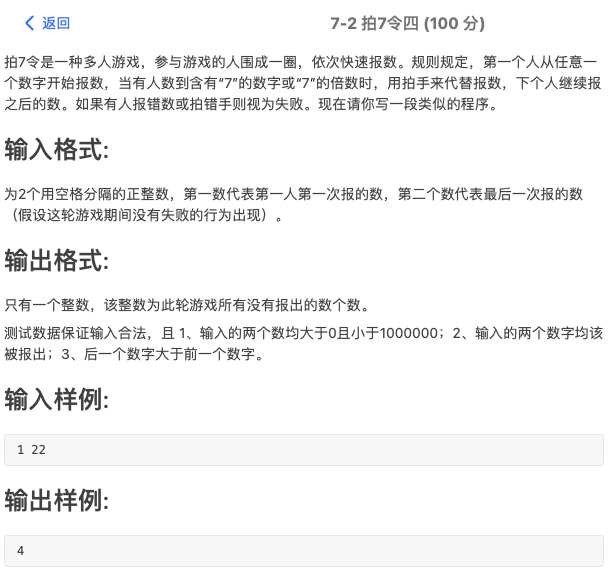 返回
7-2 拍7令四 (100 分)
拍7令是一种多人游戏，参与游戏的人围成一圈，依次快速报数。规则规定，第一个人从任意一
个数字开始报数，当有人数到含有“7”的数字或“7”的倍数时，用拍手来代替报数，下个人继续报
之后的数。如果有人报错数或拍错手则视为失败。现在请你写一段类似的程序。
输入格式:
为2个用空格分隔的正整数，第一数代表第一人第一次报的数，第二个数代表最后一次报的数
（假设这轮游戏期间没有失败的行为出现）。
输出格式:
只有一个整数，该整数为此轮游戏所有没有报出的数个数。
测试数据保证输入合法，且 1、输入的两个数均大于0且小于1000000；2、输入的两个数字均该
被报出；3、后一个数字大于前一个数字。
输入样例:
1 22
输出样例:
4